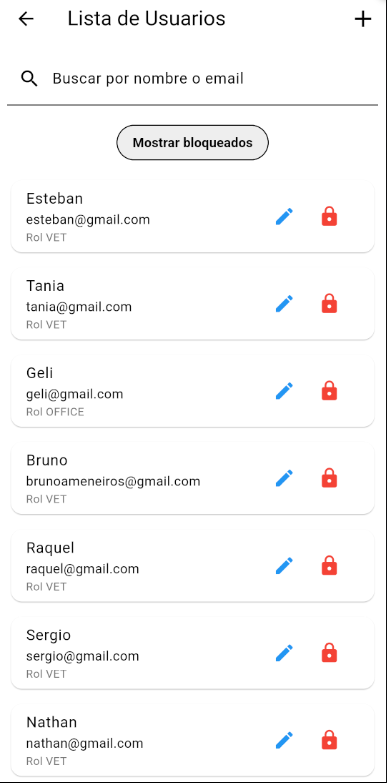 Lista de Usuarios
Buscar por nombre o email
Mostrar bloqueados
Esteban
esteban@gmail.com
Rol VET
Tania
tania@gmail.com
Rol VET
Geli
geli@gmail.com
Rol OFFICE
Bruno
brunoameneiros@gmail.com
Rol VET
Raquel
raquel@gmail.com
Rol VET
Sergio
sergio@gmail.com
Rol VET
Nathan
nathan@gmail.com
Rol VET